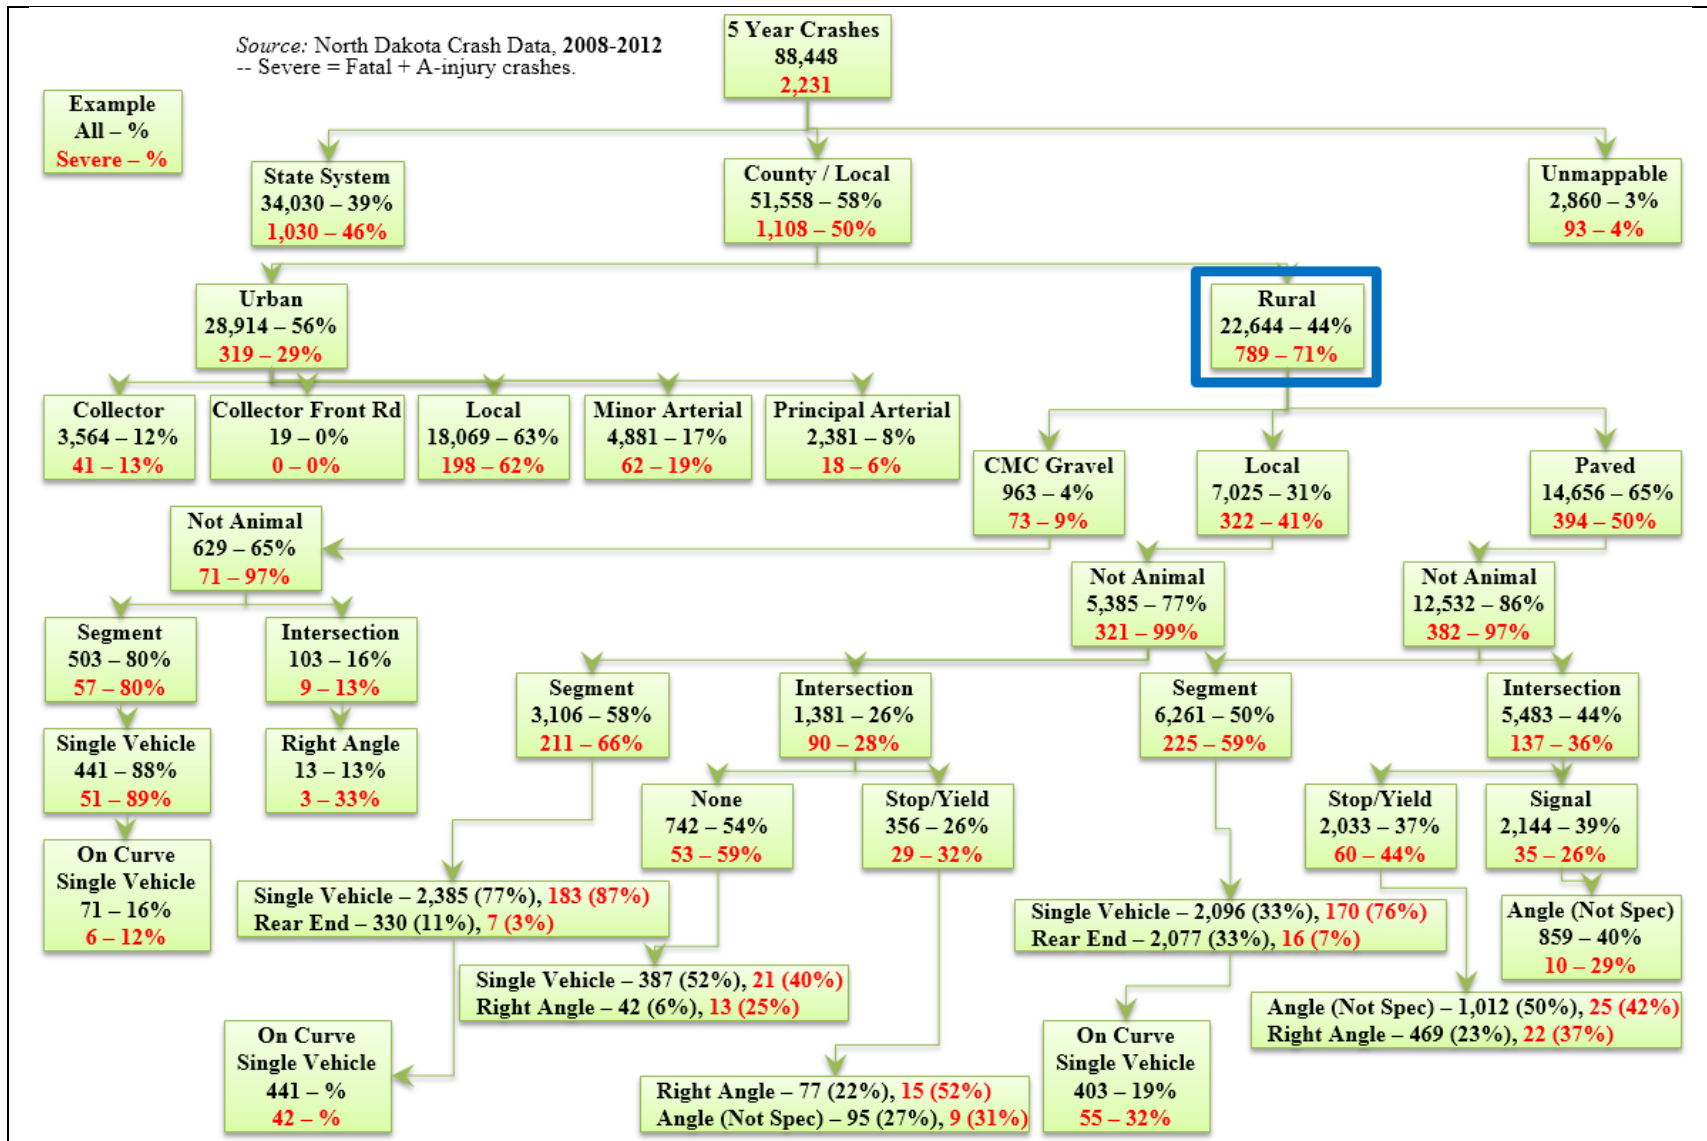 5 Year Crashes
88,448
2,231
Source: North Dakota Crash Data, 2008-2012
-- Severe = Fatal + A-injury crashes.
Example
All – %
Severe – %
State System
34,030 – 39%
1,030 – 46%
County / Local
51,558 – 58%
1,108 – 50%
Unmappable
2,860 – 3%
93 – 4%
Urban
28,914 – 56%
319 – 29%
Rural
22,644 – 44%
789 – 71%
Collector
3,564 – 12%
41 – 13%
Collector Front Rd
19 – 0%
0 – 0%
Local
18,069 – 63%
198 – 62%
Minor Arterial
4,881 – 17%
62 – 19%
Principal Arterial
2,381 – 8%
18 – 6%
CMC Gravel
963 – 4%
73 – 9%
Local
7,025 – 31%
322 – 41%
Paved
14,656 – 65%
394 – 50%
Not Animal
629 – 65%
71 – 97%
Not Animal
5,385 – 77%
321 – 99%
Not Animal
12,532 – 86%
382 – 97%
Segment
503 – 80%
57 – 80%
Intersection
103 – 16%
9 – 13%
Segment
3,106 – 58%
211 – 66%
Intersection
1,381 – 26%
90 – 28%
Segment
6,261 – 50%
225 – 59%
Intersection
5,483 – 44%
137 – 36%
Single Vehicle
441 – 88%
51 – 89%
Right Angle
13 – 13%
3 – 33%
None
742 – 54%
53 – 59%
Stop/Yield
356 – 26%
29 – 32%
Stop/Yield
2,033 – 37%
60 – 44%
Signal
2,144 – 39%
35 – 26%
On Curve
Single Vehicle
71 – 16%
6 – 12%
Single Vehicle – 2,385 (77%), 183 (87%)
Rear End – 330 (11%), 7 (3%)
Single Vehicle – 2,096 (33%), 170 (76%)
Rear End – 2,077 (33%), 16 (7%)
Angle (Not Spec)
859 – 40%
10 – 29%
Single Vehicle – 387 (52%), 21 (40%)
Right Angle – 42 (6%), 13 (25%)
Angle (Not Spec) – 1,012 (50%), 25 (42%)
Right Angle – 469 (23%), 22 (37%)
On Curve
Single Vehicle
441 – %
42 – %
Right Angle – 77 (22%), 15 (52%)
Angle (Not Spec) – 95 (27%), 9 (31%)
On Curve
Single Vehicle
403 – 19%
55 – 32%